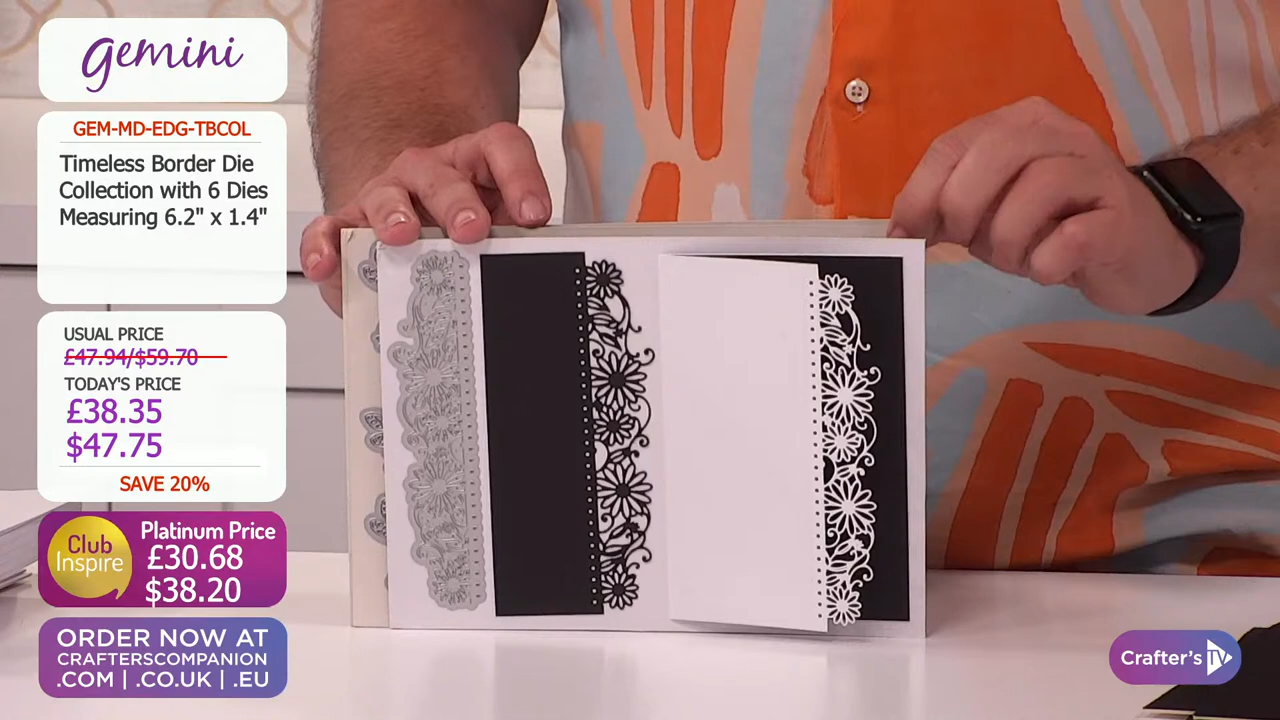 gemini
GEM-MD-EDG-TBCOL
Timeless Border Die
Collection with 6 Dies
Measuring 6.2" x 1.4"
USUAL PRICE
£47.94/$59.70
TODAY'S PRICE
£38.35
$47.75
SAVE 20%
Club
Inspire
Platinum Price
£30.68
$38.20
ORDER NOW AT
CRAFTERSCOMPANION
.COM | .CO.UK | .EU
Crafter's TV